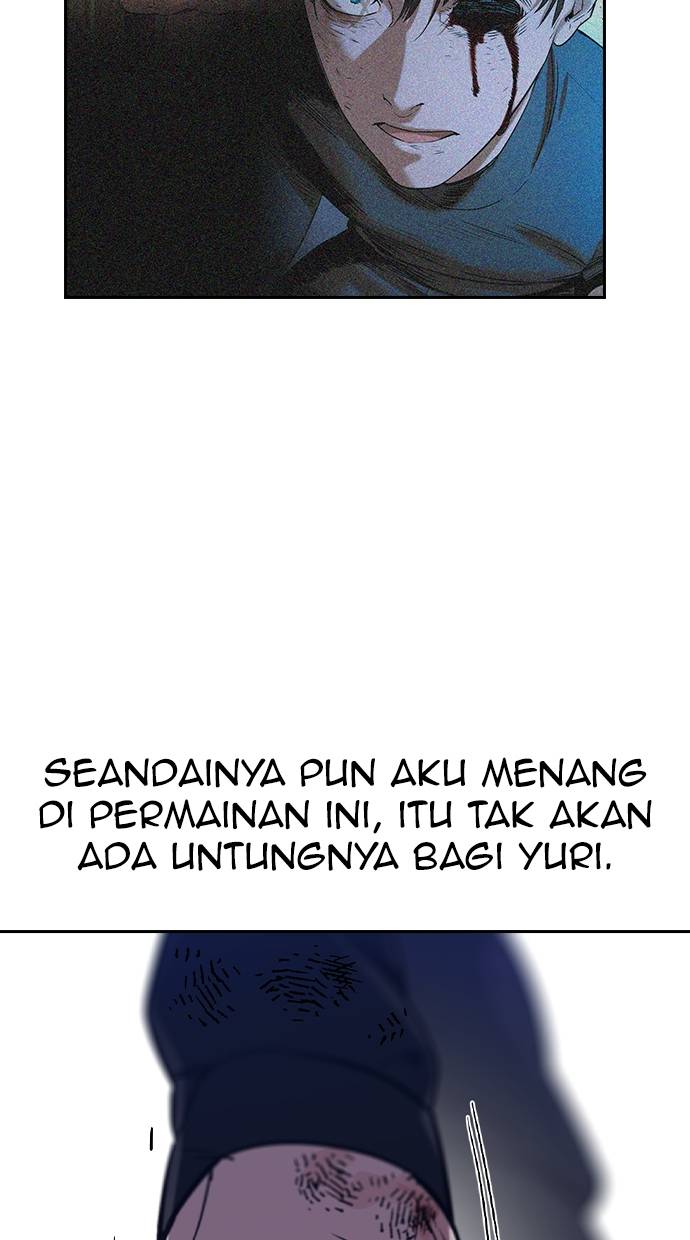 SEANDAINYA PUN AKU MENANG
DI PERMAINAN INI, ITU TAK AKAN
ADA UNTUNGNYA BAGI YURI.